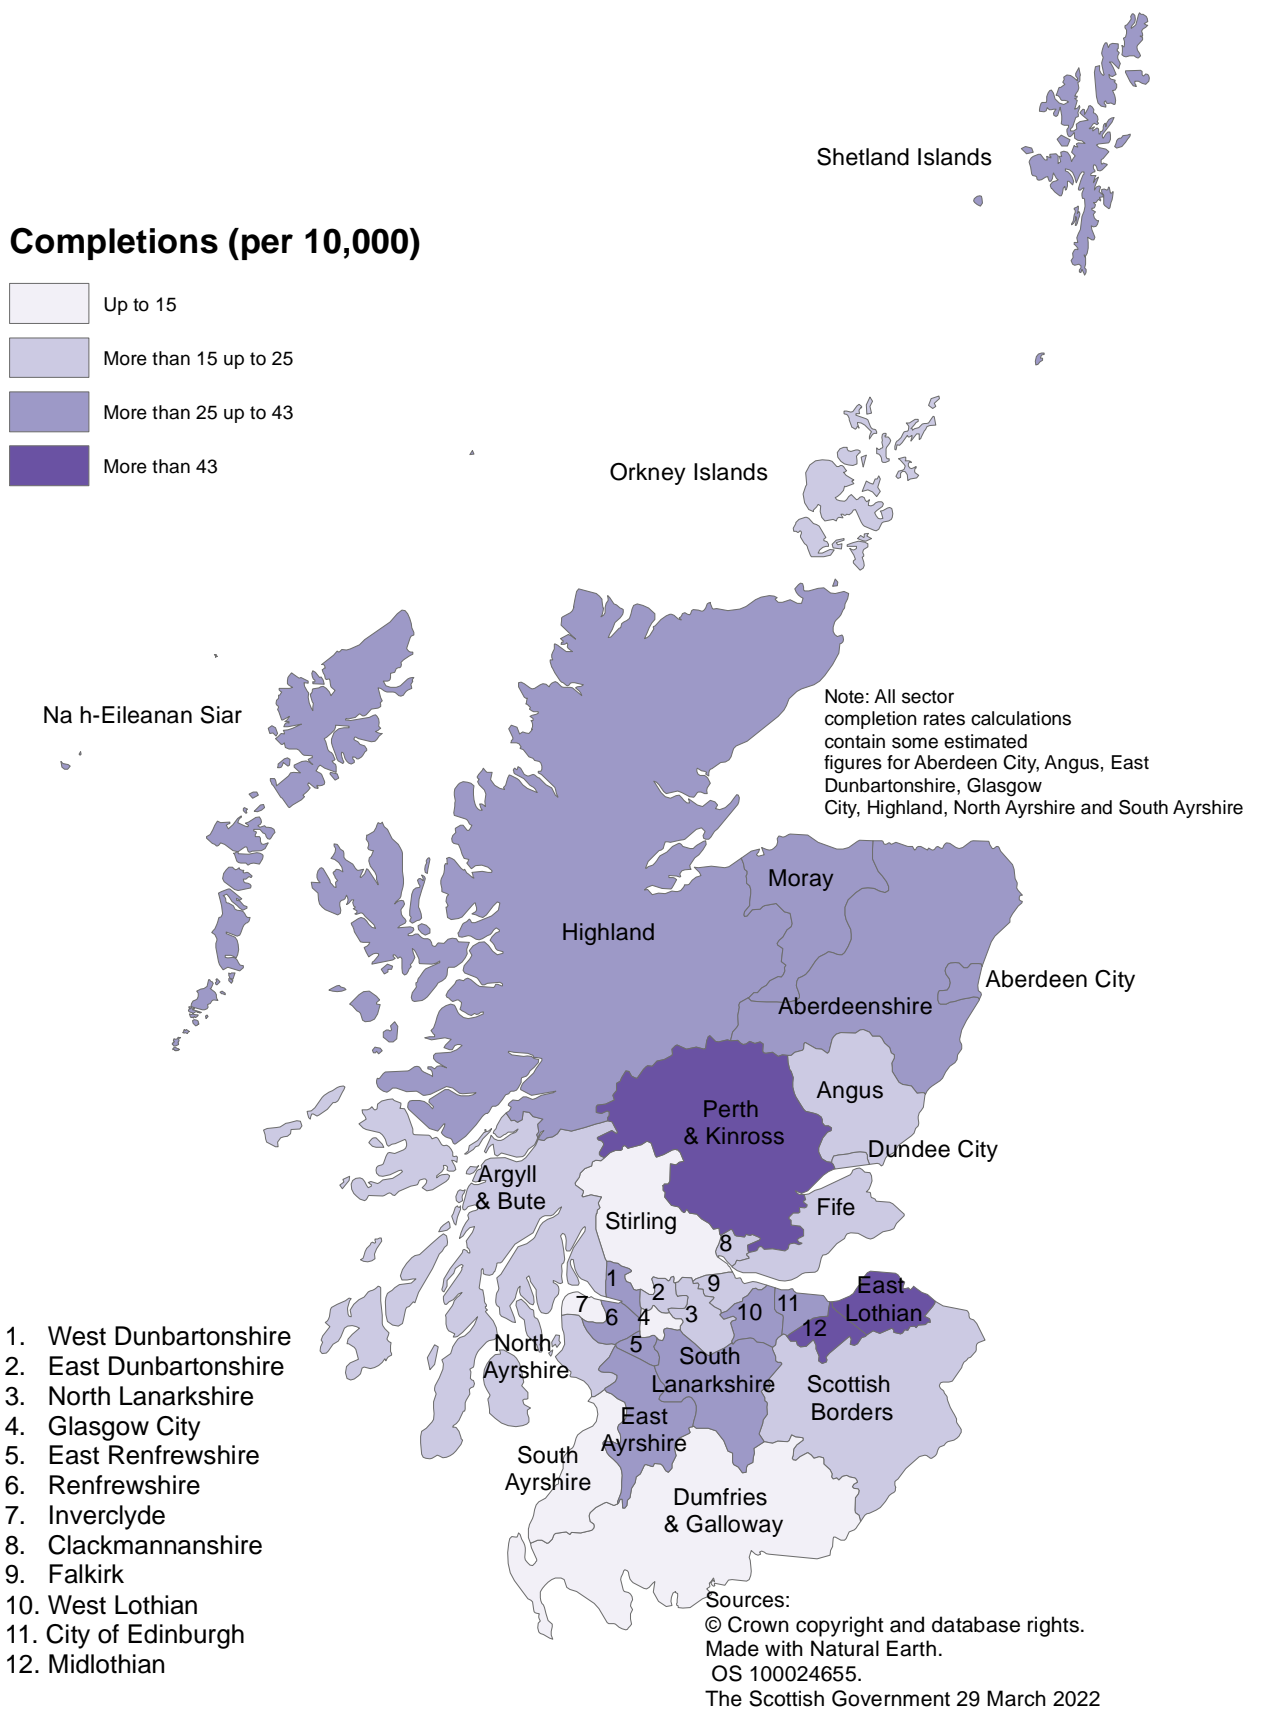 Shetland Islands
Completions (per 10,000)
Up to 15
More than 15 up to 25
More than 25 up to 43
More than 43
Orkney Islands
Na h-Eileanan Siar
Note: All sector
completion rates calculations
contain some estimated
figures for Aberdeen City, Angus, East
Dunbartonshire, Glasgow
City, Highland, North Ayrshire and South Ayrshire
Moray
Highland
Aberdeen City
Aberdeenshire
Angus
Perth
& Kinross
Dundee City
Argyll
& Bute
Stirling
Fife
8
1
2
9
7
6
4
3
10
11
12
5
East
Lothian
North
Ayrshire
South
Lanarkshire
Scottish
Borders
East
Ayrshire
South
Ayrshire
Dumfries
& Galloway
1. West Dunbartonshire
2. East Dunbartonshire
3. North Lanarkshire
4. Glasgow City
5. East Renfrewshire
6. Renfrewshire
7. Inverclyde
8. Clackmannanshire
9. Falkirk
10. West Lothian
11. City of Edinburgh
12. Midlothian
Sources:
© Crown copyright and database rights.
Made with Natural Earth.
OS 100024655.
The Scottish Government 29 March 2022